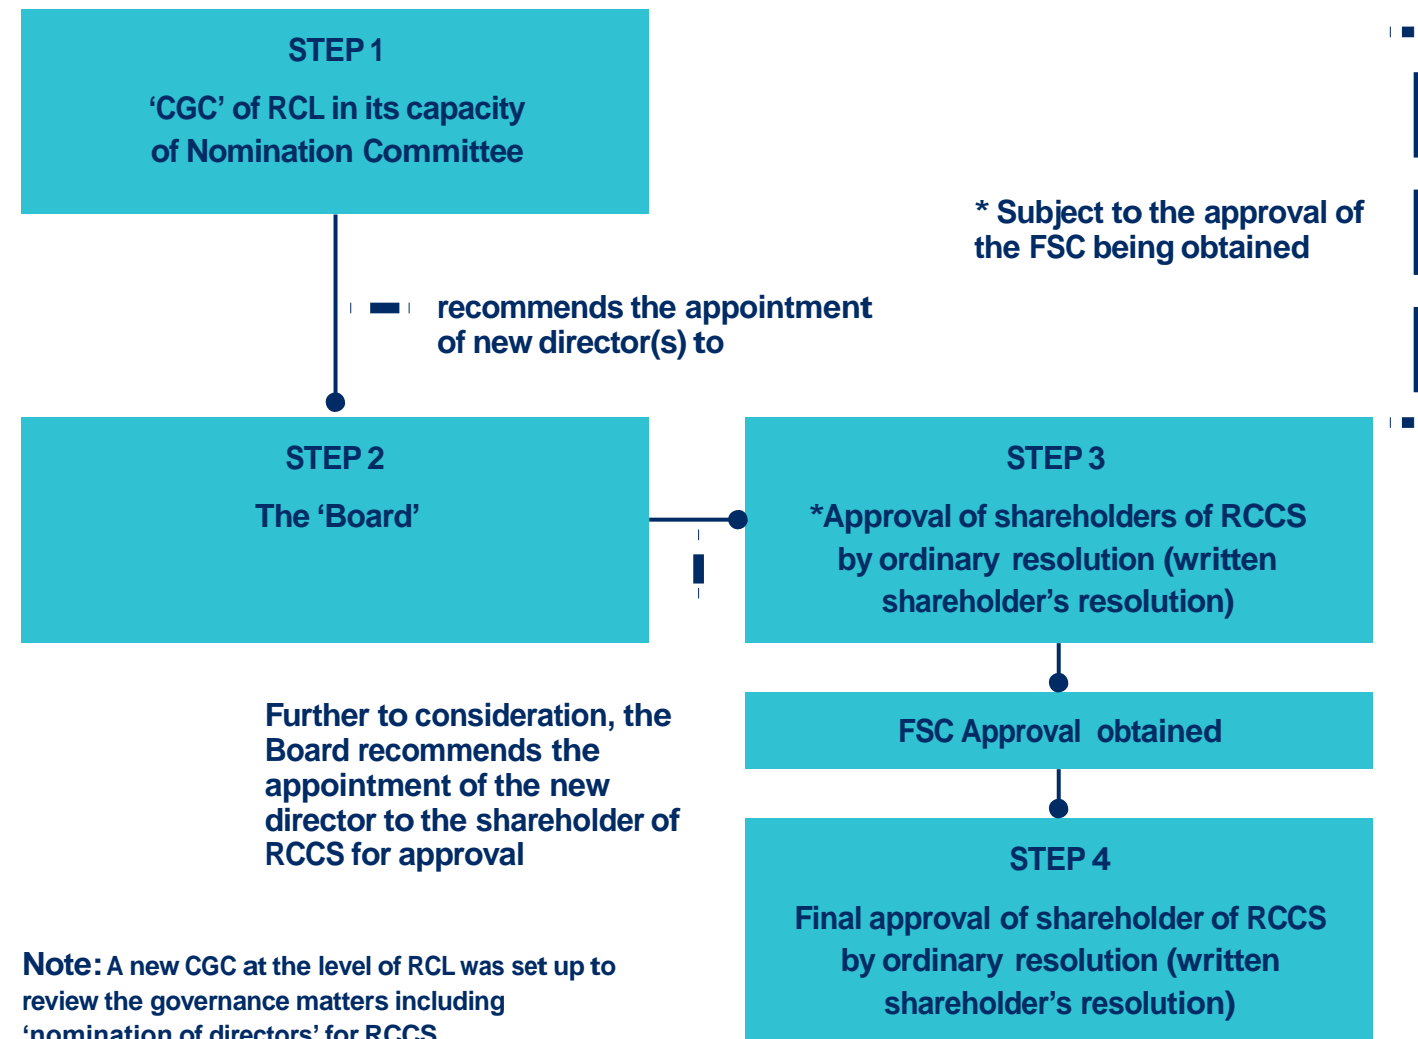 STEP 1
‘CGC’ of RCL in its capacity
of Nomination Committee
* Subject to the approval of
the FSC being obtained
recommends the appointment
of new director(s) to
STEP 2
The ‘Board’
STEP 3
*Approval of shareholders of RCCS
by ordinary resolution (written
shareholder’s resolution)
Further to consideration, the
Board recommends the
appointment of the new
director to the shareholder of
RCCS for approval
FSC Approval obtained
STEP 4
Final approval of shareholder of RCCS
by ordinary resolution (written
shareholder’s resolution)
Note: A new CGC at the level of RCL was set up to
review the governance matters including
‘nomination of directors’ for RCCS